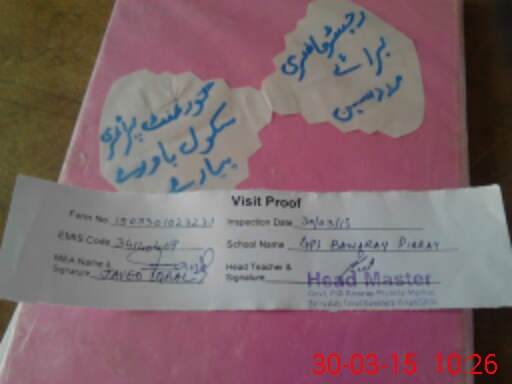 رجسٹر حاضری
برائے
مدرسین
گورنمنٹ پرائمری
سکول باورے
پیارے
Visit Proof
Form No
Inspection Date 30/03/15
EMIS Code
School Name GPS BAWARAY PIARAY
MEA Name &
Signature JAVED IQBAL
Head Teacher &
Signature
Head Master
30-03-15 10:26